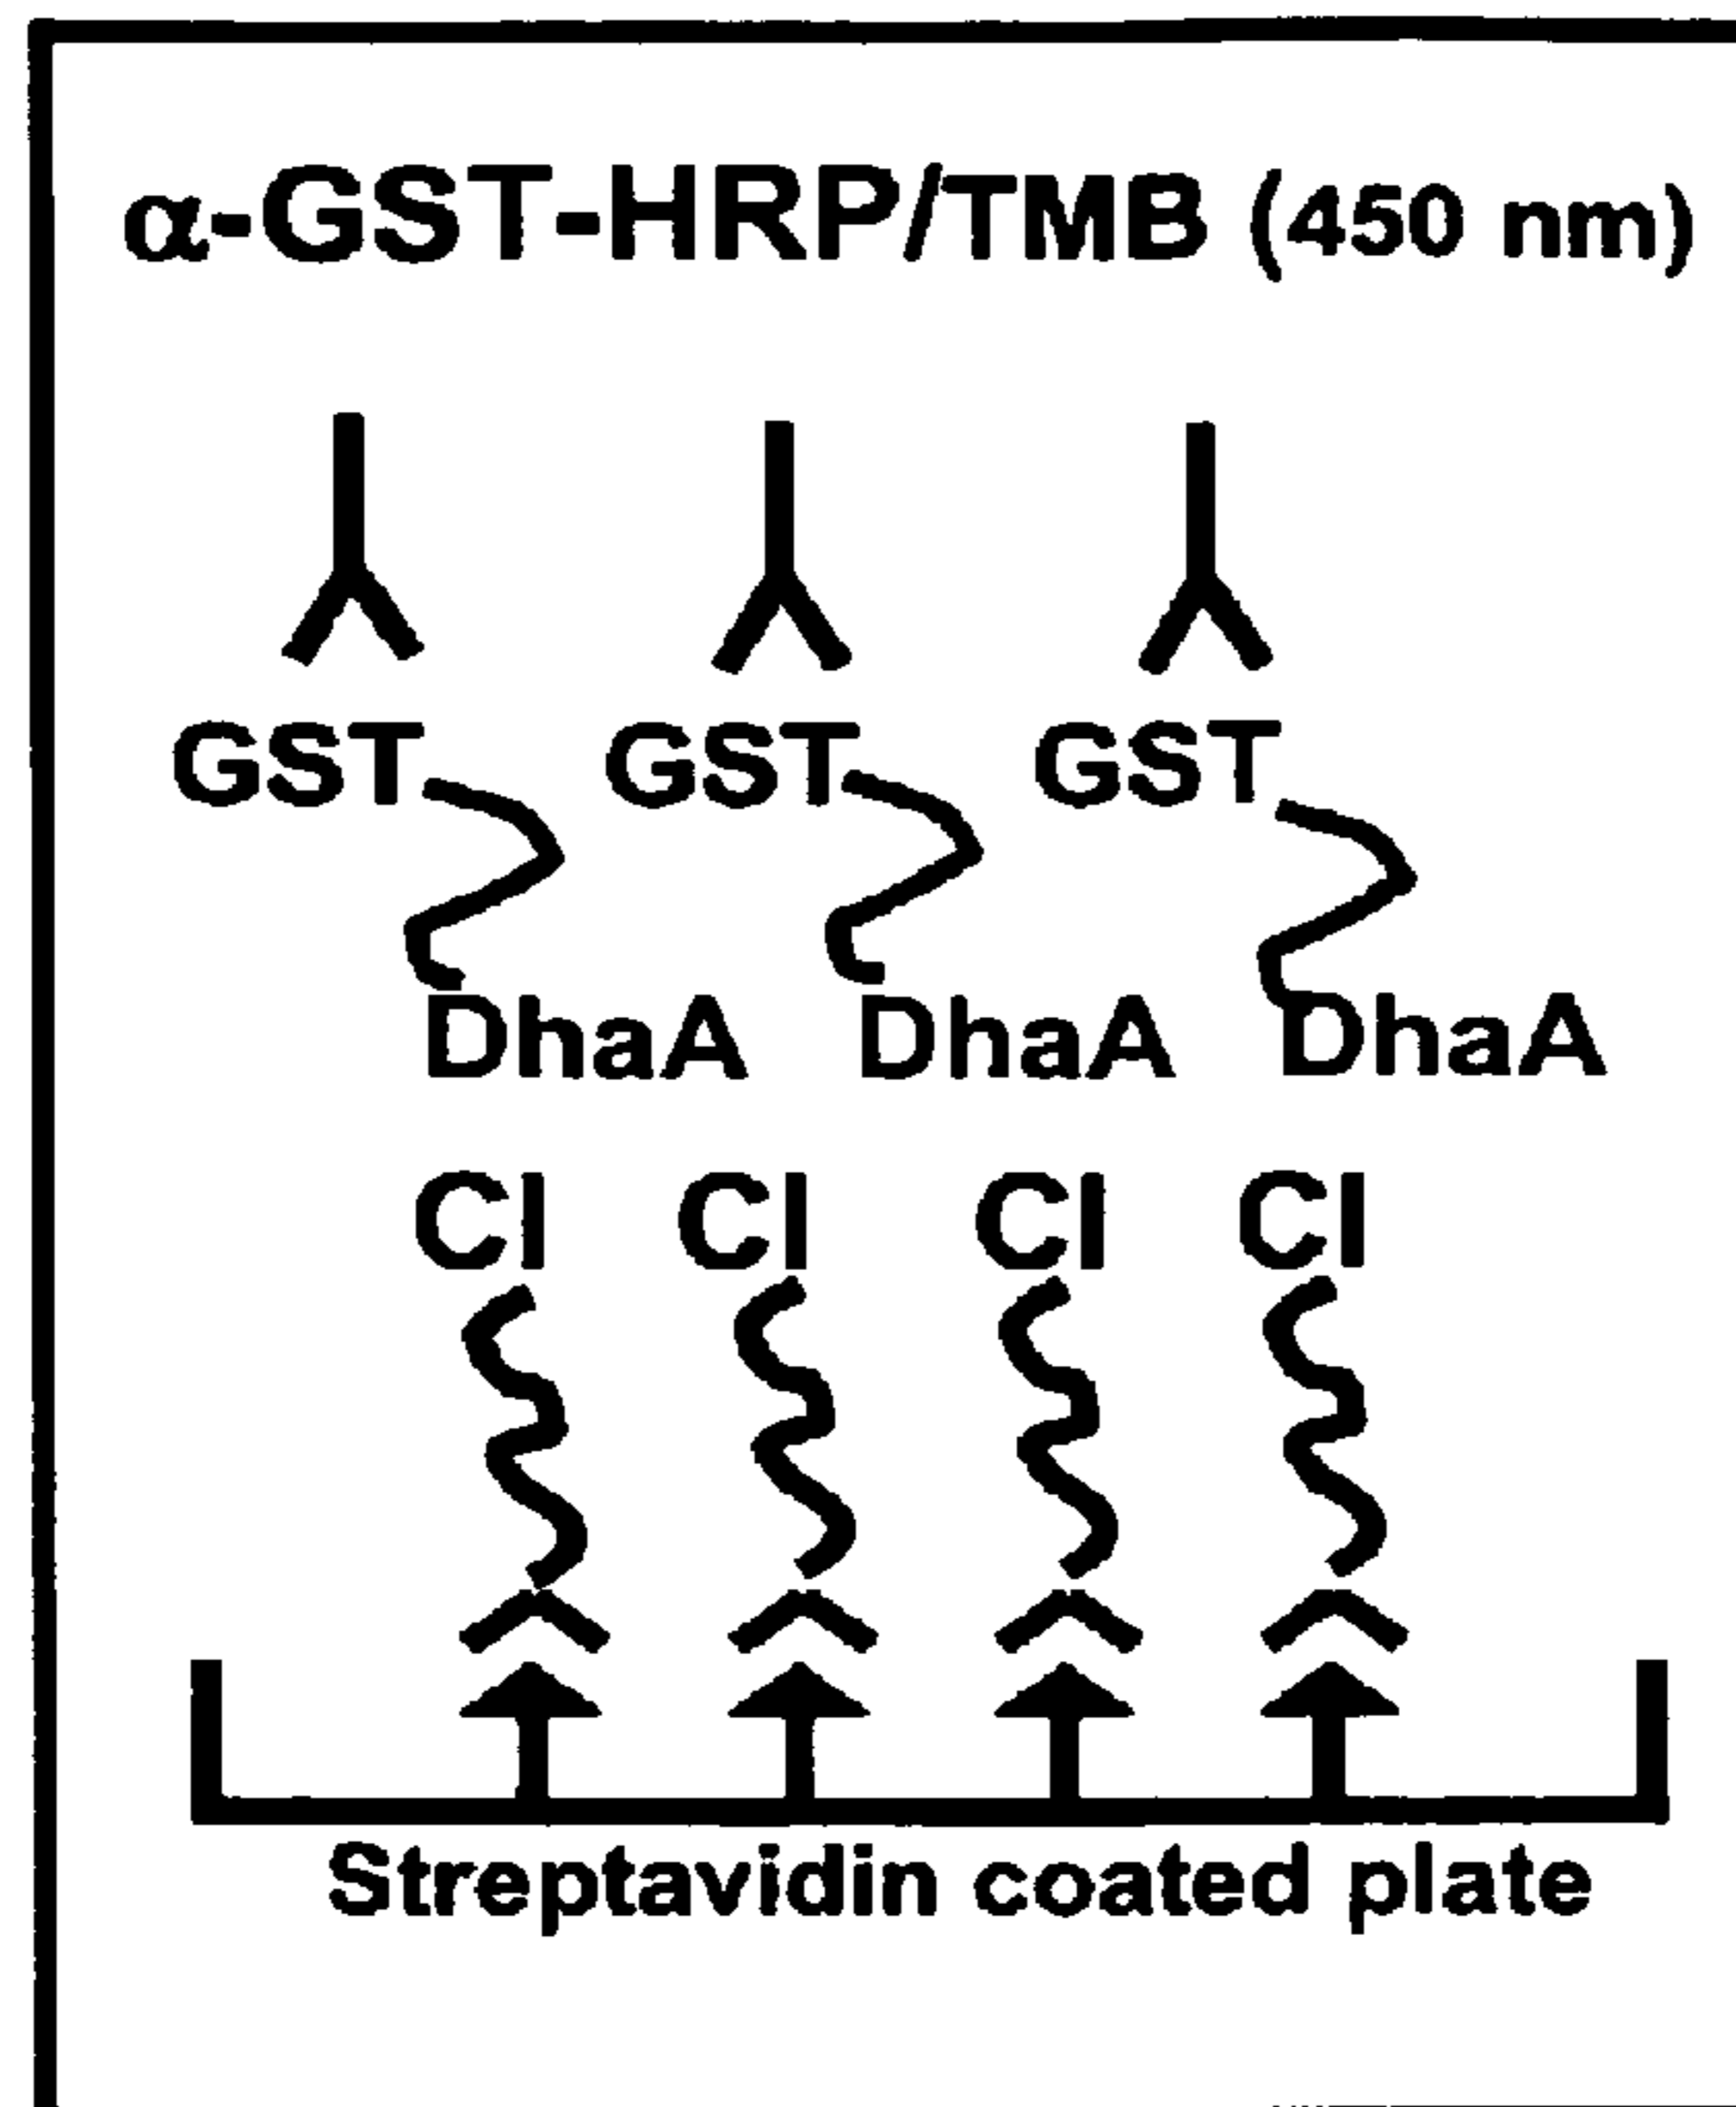 α-GST-HRP/TMB (450 nm)
GST GST GST
DhaA DhaA DhaA
Cl Cl Cl Cl
Streptavidin coated plate